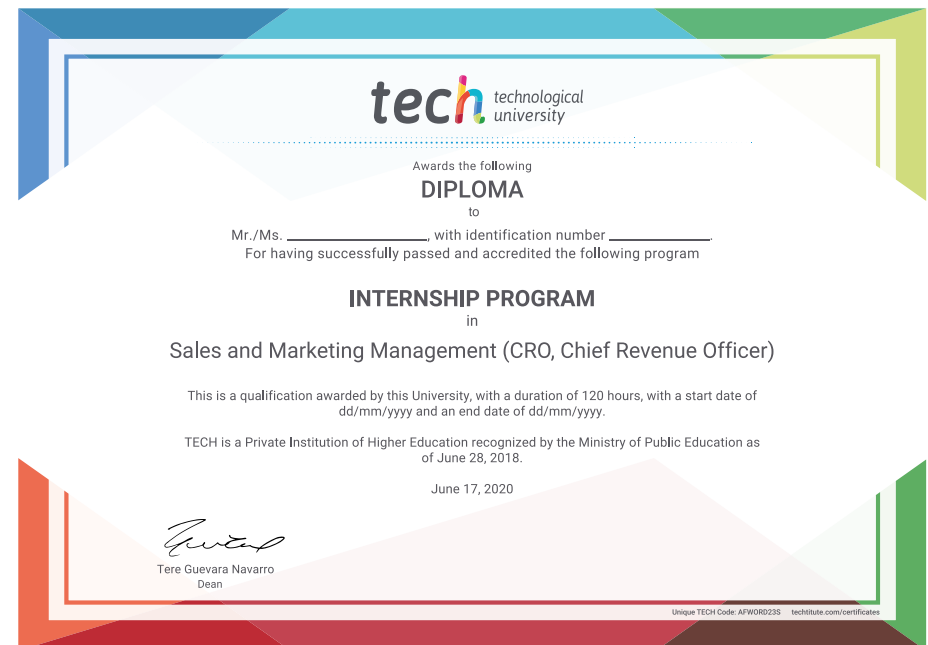 tech technological
university
Awards the following
DIPLOMA
to
Mr./Ms. ________________, with identification number ____________.
For having successfully passed and accredited the following program
INTERNSHIP PROGRAM
in
Sales and Marketing Management (CRO, Chief Revenue Officer)
This is a qualification awarded by this University, with a duration of 120 hours, with a start date of
dd/mm/yyyy and an end date of dd/mm/yyyy.
TECH is a Private Institution of Higher Education recognized by the Ministry of Public Education as
of June 28, 2018.
June 17, 2020
Tere Guevara Navarro
Dean
Unique TECH Code: AFWORD23S techtitute.com/certificates